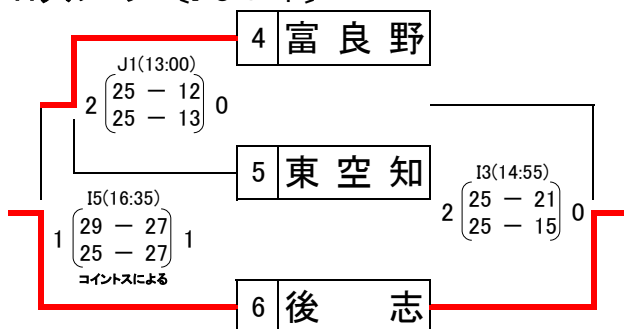 4 富良野
J1(13:00)
2 25 － 12 0
25 － 13
5 東空知
I3(14:55)
2 25 － 21 0
25 － 15
I5(16:35)
1 29 － 27 1
25 － 27
コイントスによる
6 後志